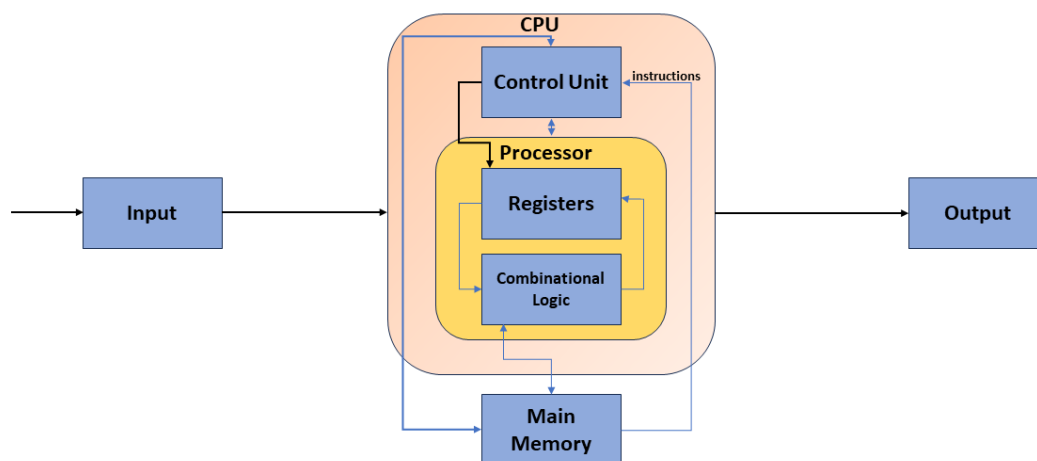 CPU
Control Unit
instructions
Processor
Input
Registers
Output
Combinational
Logic
Main
Memory